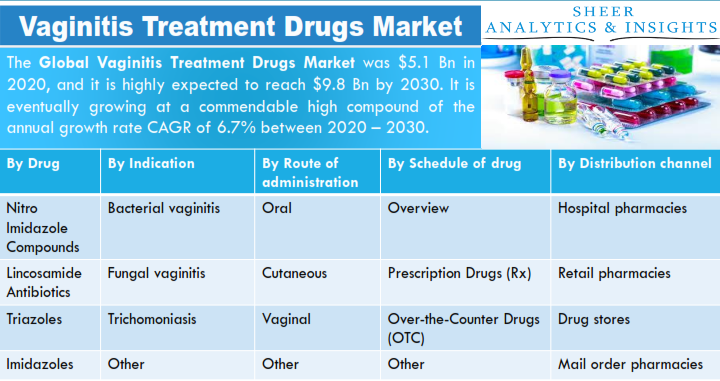 Vaginitis Treatment Drugs Market
SHEER
ANALYTICS & INSIGHTS
The Global Vaginitis Treatment Drugs Market was $5.1 Bn in
2020, and it is highly expected to reach $9.8 Bn by 2030. It is
eventually growing at a commendable high compound of the
annual growth rate CAGR of 6.7% between 2020 – 2030.
By Drug
By Indication
By Route of
administration
By Schedule of drug
By Distribution channel
Nitro
Imidazole
Compounds
Bacterial vaginitis
Oral
Overview
Hospital pharmacies
Lincosamide
Antibiotics
Fungal vaginitis
Cutaneous
Prescription Drugs (Rx)
Retail pharmacies
Triazoles
Trichomoniasis
Vaginal
Over-the-Counter Drugs
(OTC)
Drug stores
Imidazoles
Other
Other
Other
Mail order pharmacies